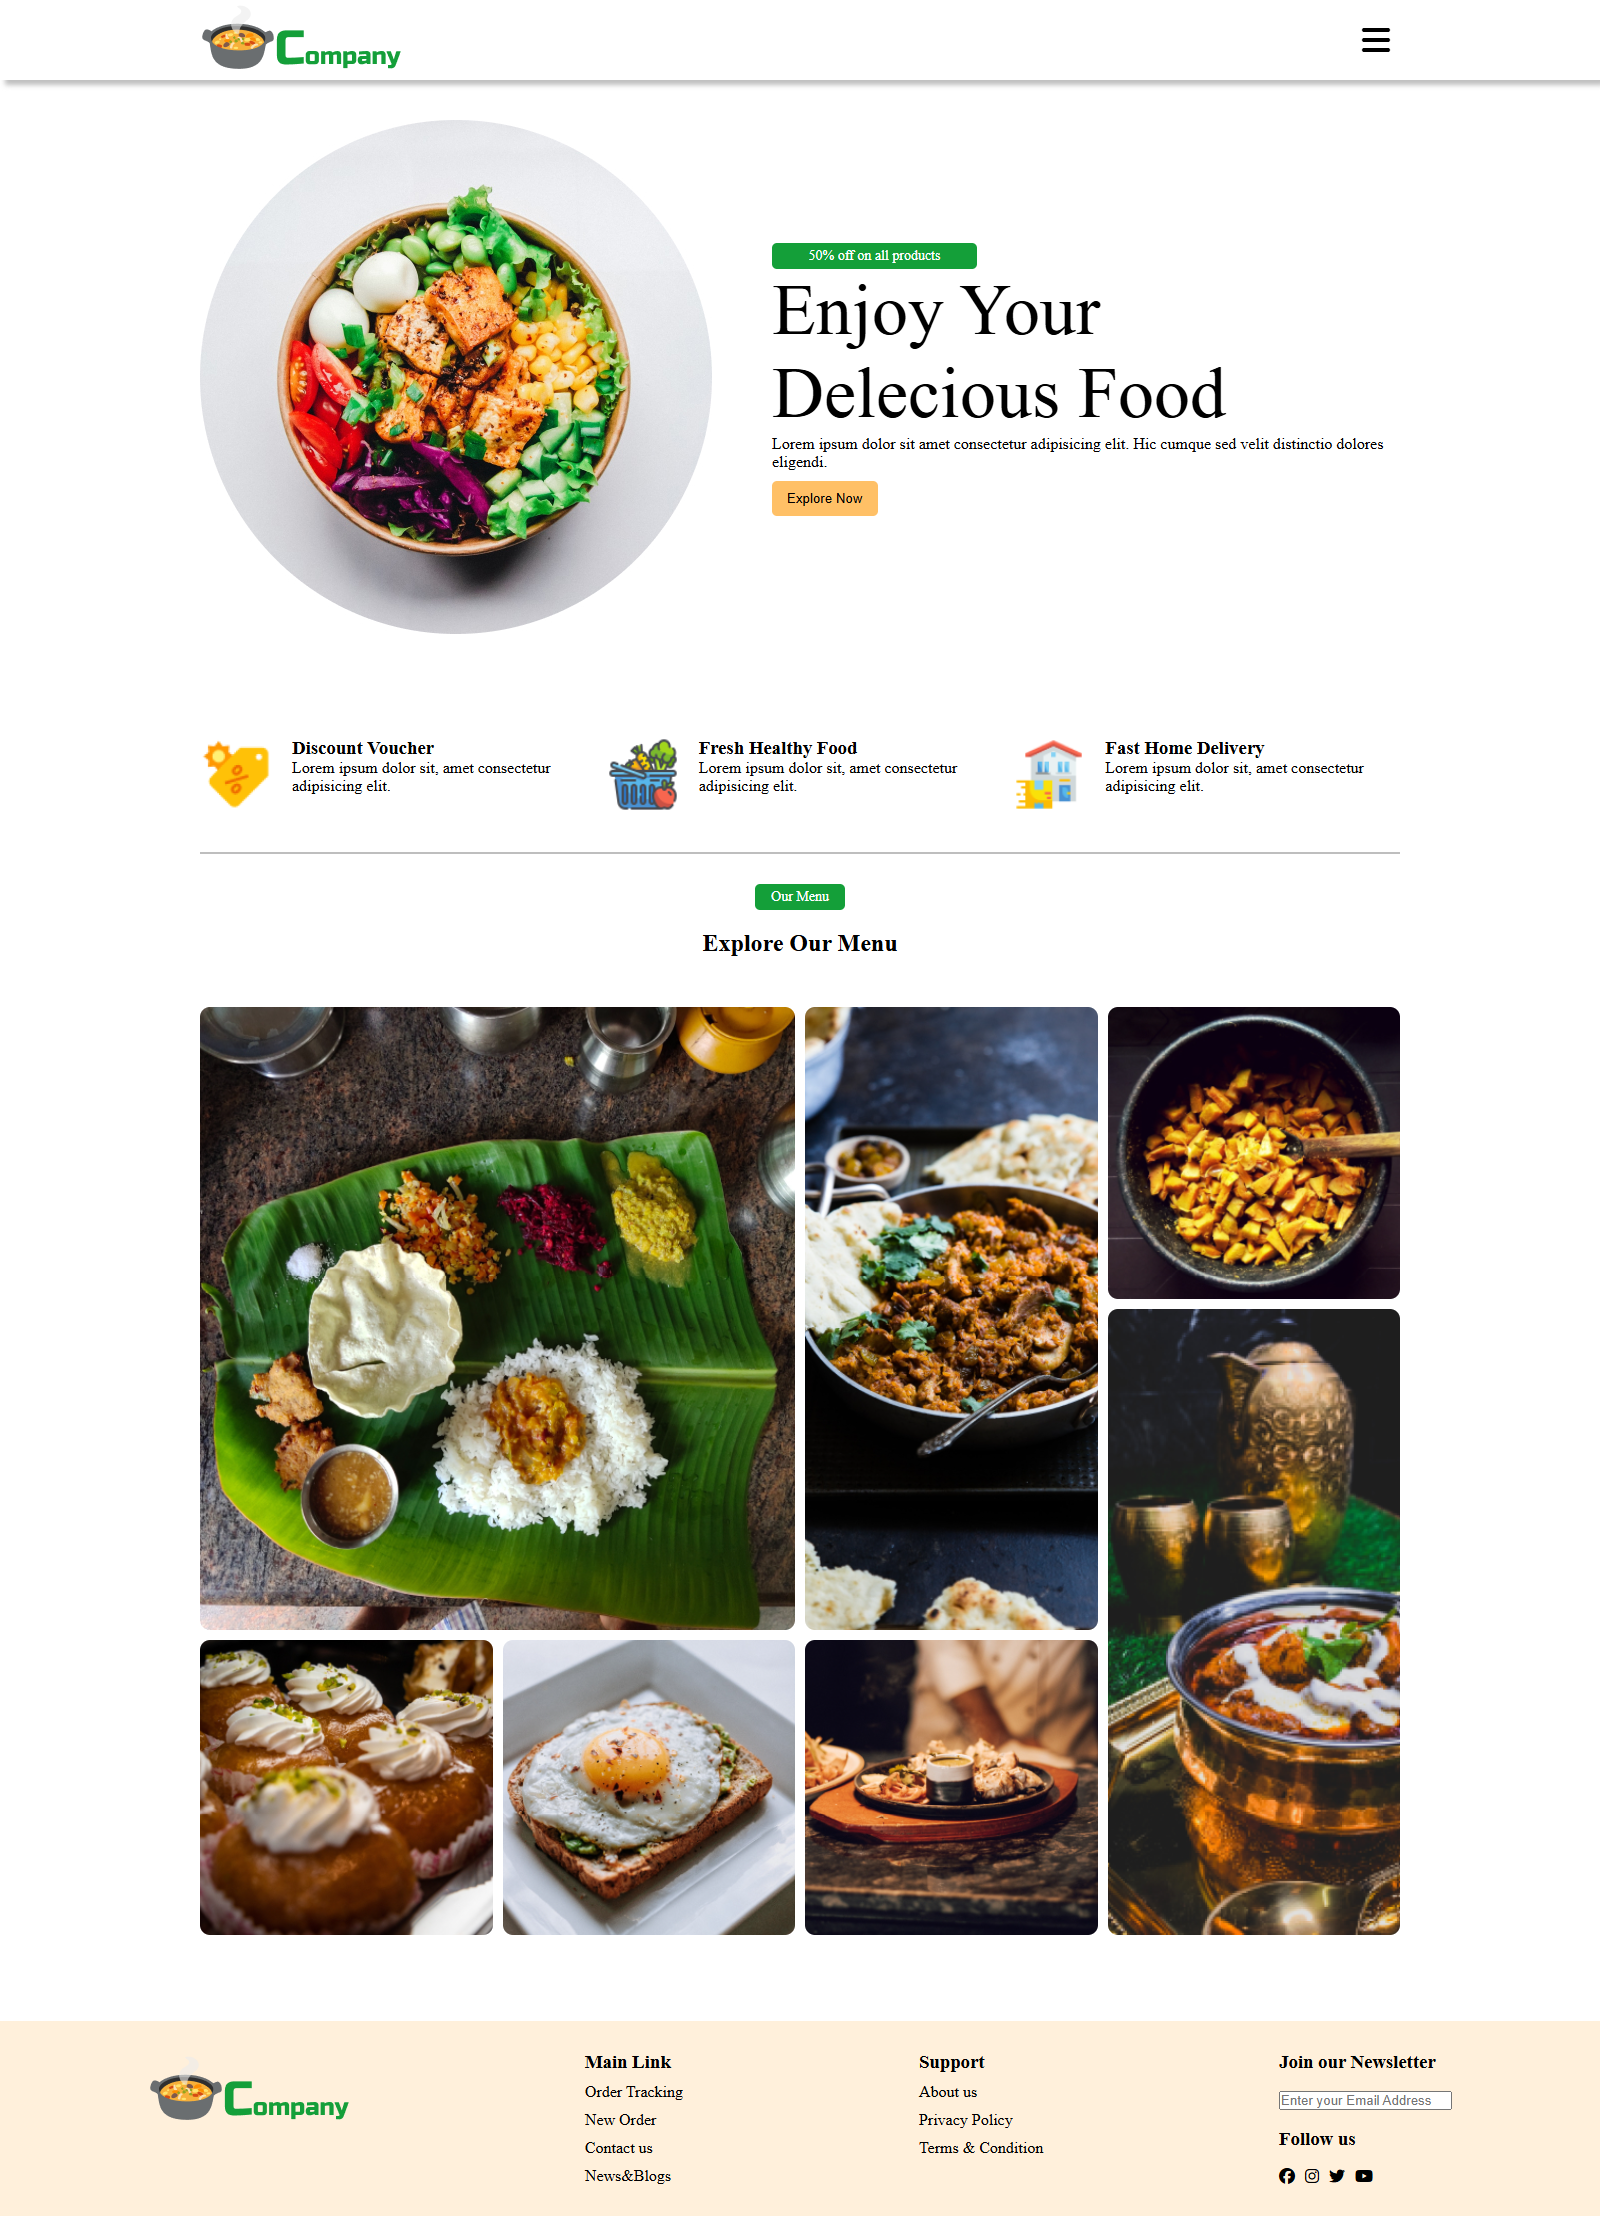 Company
50% off on all products
Enjoy Your
Delecious Food
Lorem ipsum dolor sit amet consectetur adipisicing elit. Hic cumque sed velit distinctio dolores
eligendi.
Explore Now
Discount Voucher
Lorem ipsum dolor sit, amet consectetur
adipisicing elit.
Fresh Healthy Food
Lorem ipsum dolor sit, amet consectetur
adipisicing elit.
Fast Home Delivery
Lorem ipsum dolor sit, amet consectetur
adipisicing elit.
Our Menu
Explore Our Menu
Company
Main Link
Order Tracking
New Order
Contact us
News&Blogs
Support
About us
Privacy Policy
Terms & Condition
Join our Newsletter
Enter your Email Address
Follow us